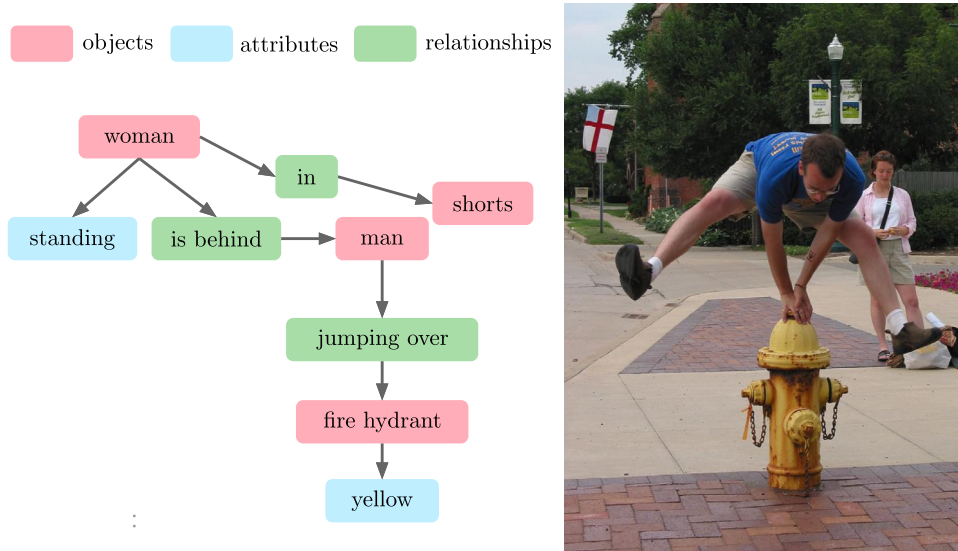 objects attributes relationships
woman
in
shorts
standing
is behind
man
jumping over
fire hydrant
yellow
: